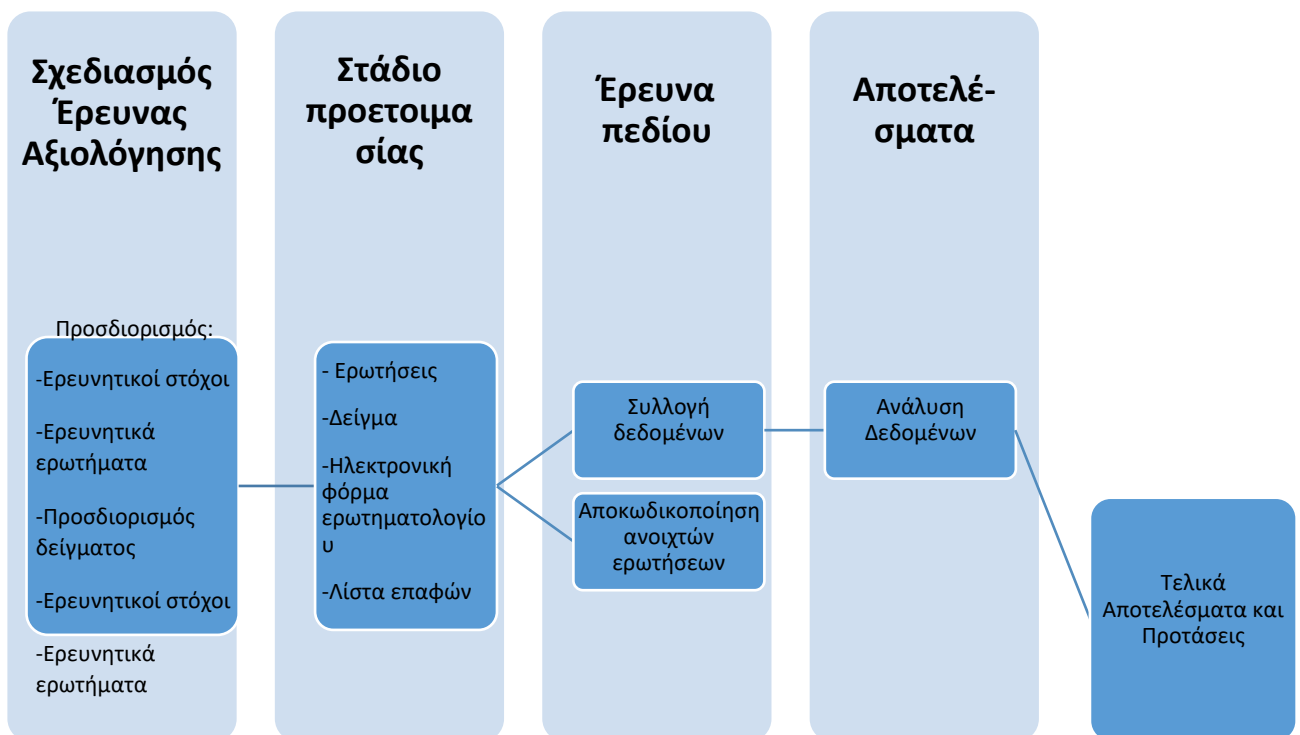 Σχεδιασμός
Έρευνας
Αξιολόγησης
Προσδιορισμός:
-Ερευνητικοί στόχοι
-Ερευνητικά
ερωτήματα
-Προσδιορισμός
δείγματος
-Ερευνητικοί στόχοι
-Ερευνητικά
ερωτήματα
Στάδιο
προετοιμα
σίας
- Ερωτήσεις
-Δείγμα
-Ηλεκτρονική
φόρμα
ερωτηματολογίο
υ
-Λίστα επαφών
Έρευνα
πεδίου
Συλλογή
δεδομένων
Αποκωδικοποίηση
ανοιχτών
ερωτήσεων
Αποτελέ-
σματα
Ανάλυση
Δεδομένων
Τελικά
Αποτελέσματα και
Προτάσεις